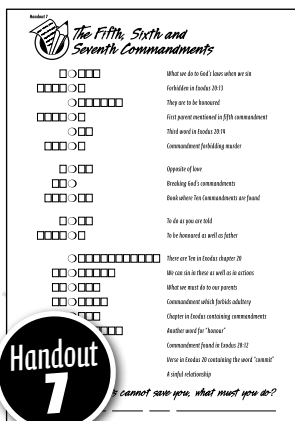 Handout 7
The Fifth, Sixth and
Seventh Commandments
What we do to God's laws when we sin
Forbidden in Exodus 20:13
They are to be honoured
First parent mentioned in fifth commandment
Third word in Exodus 20:14
Commandment forbidding murder
Opposite of love
Breaking God's commandments
Book where Ten Commandments are found
To do as you are told
To be honoured as well as father
There are Ten in Exodus chapter 20
We can sin in these as well as in actions
What we must do to our parents
Commandment which forbids adultery
Chapter in Exodus containing commandments
Another word for "honour"
Commandment found in Exodus 20:12
Verse in Exodus 20 containing the word "commit"
A sinful relationship
cannot save you, what must you do?
Handout
7